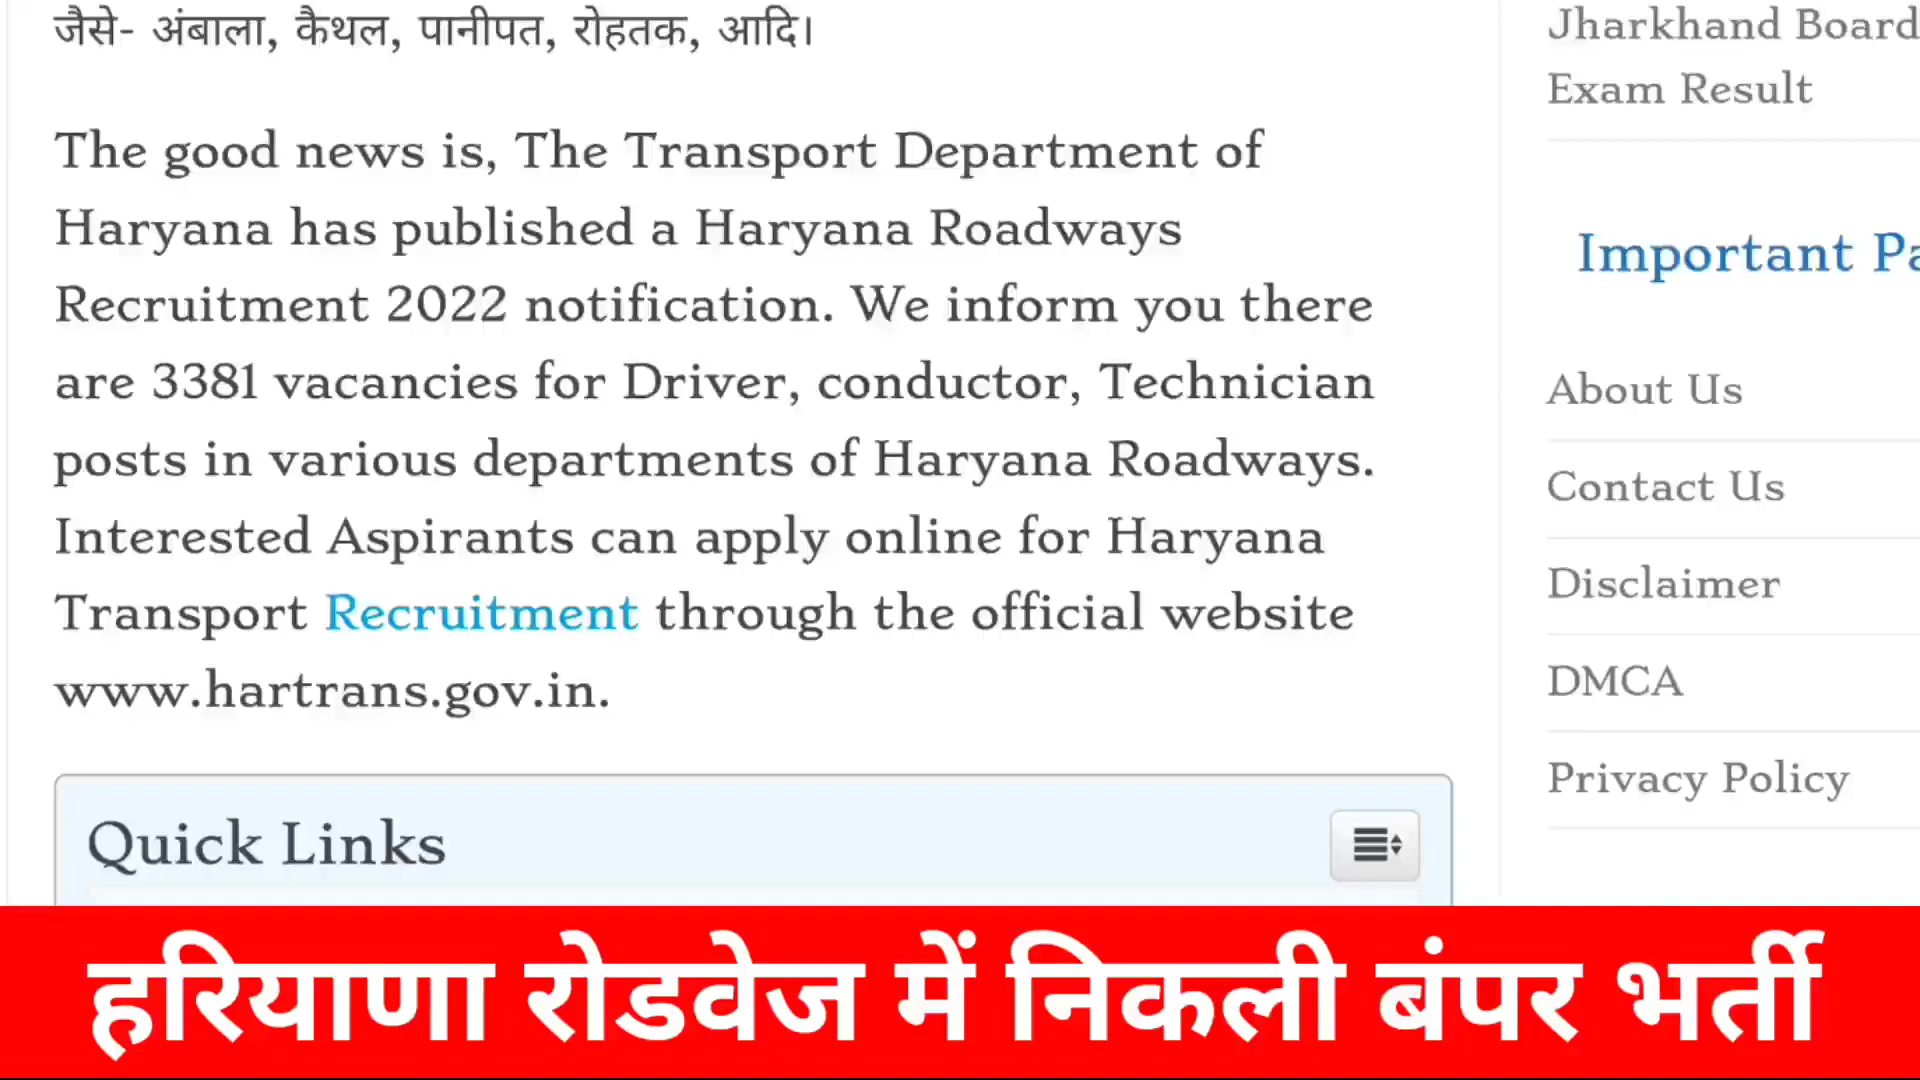 जैसे- अंबाला, कैथल, पानीपत, रोहतक, आदि।
The good news is, The Transport Department of
Haryana has published a Haryana Roadways
Recruitment 2022 notification. We inform you there
are 3381 vacancies for Driver, conductor, Technician
posts in various departments of Haryana Roadways.
Interested Aspirants can apply online for Haryana
Transport Recruitment through the official website
www.hartrans.gov.in.
Quick Links
Jharkhand Board
Exam Result
Important Pa
About Us
Contact Us
Disclaimer
DMCA
Privacy Policy
हरियाणा रोडवेज में निकली बंपर भर्ती